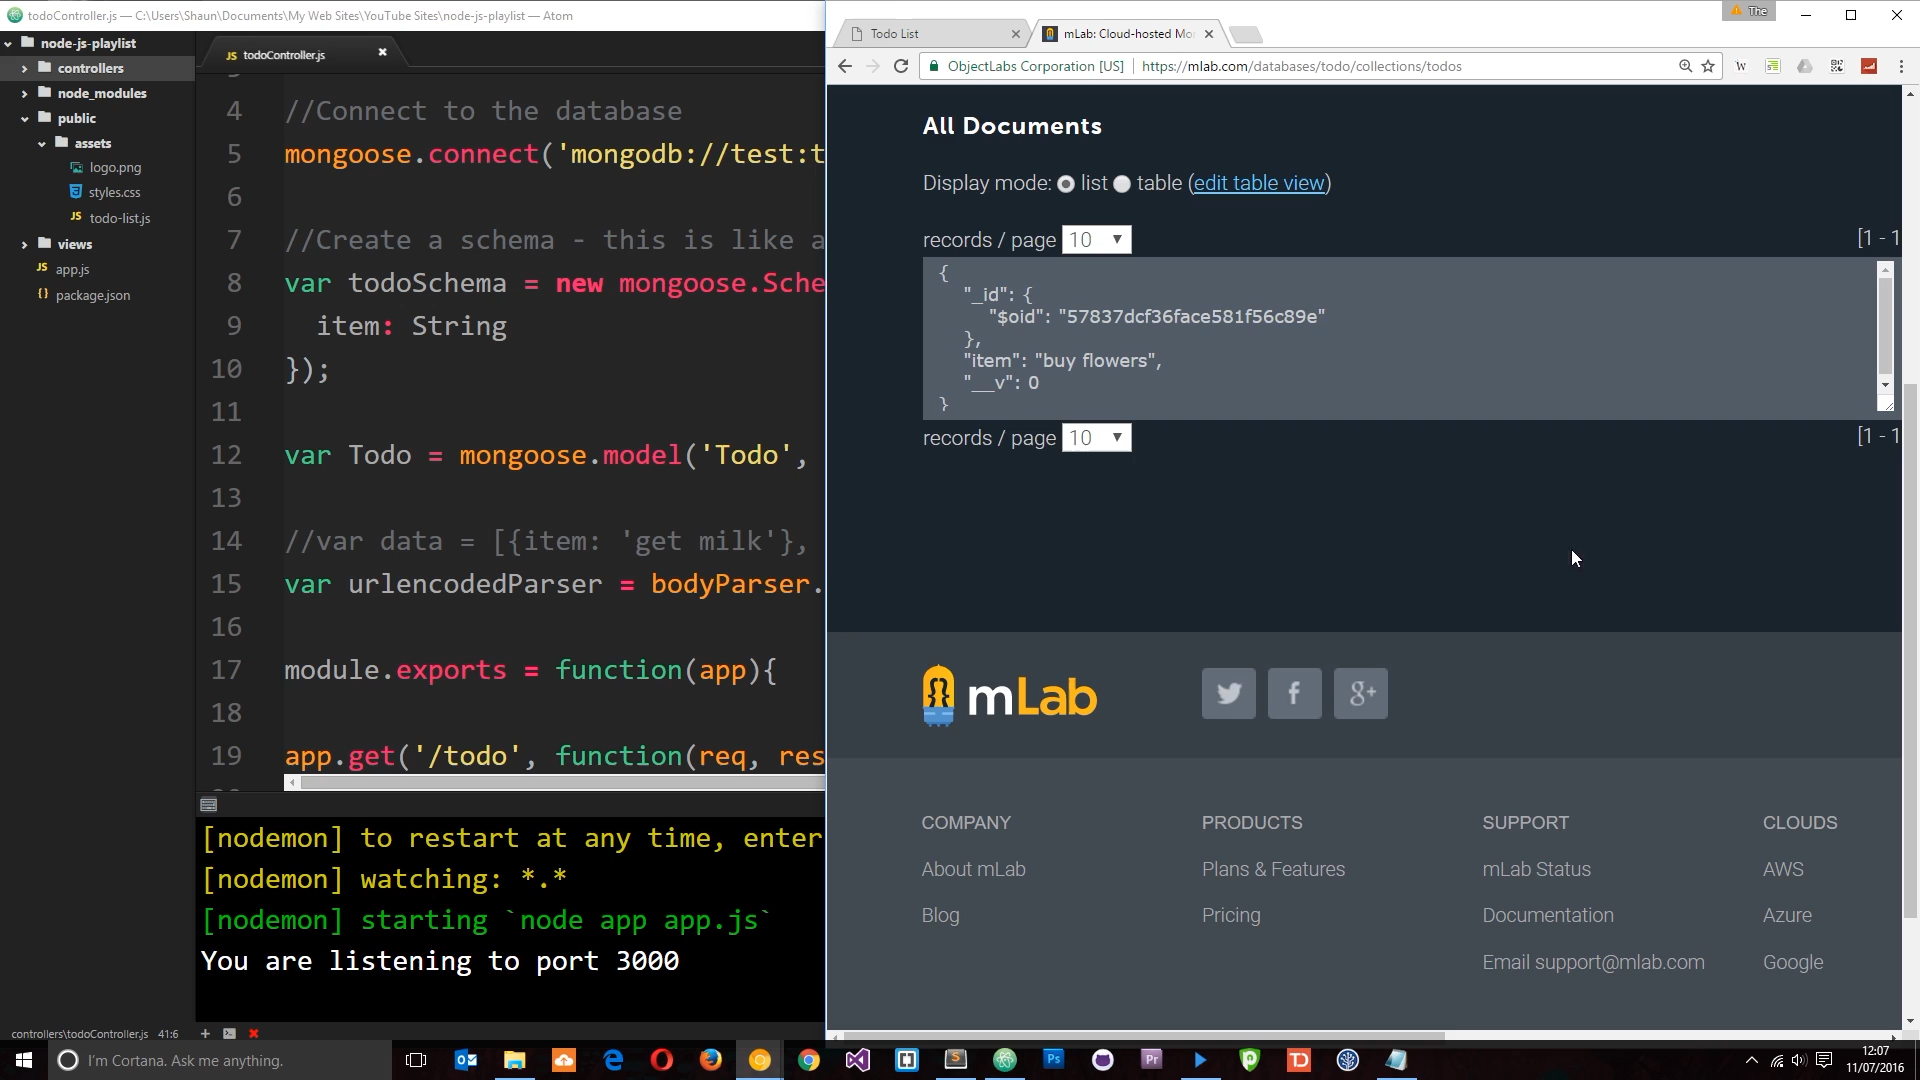 todoController.js — C:\Users\Shaun\Documents\My Web Sites\YouTube Sites\node-js-playlist — Atom
node-js-playlist
controllers
node_modules
public
assets
logo.png
styles.css
todo-list.js
views
app.js
package.json
todoController.js
4 //Connect to the database
5 mongoose.connect('mongodb://test:t
6
7 //Create a schema - this is like a
8 var todoSchema = new mongoose.Sche
9 item: String
10 });
11
12 var Todo = mongoose.model('Todo',
13
14 //var data = [{item: 'get milk'},
15 var urlencodedParser = bodyParser.
16
17 module.exports = function(app){
18
19 app.get('/todo', function(req, res
[nodemon] to restart at any time, enter
[nodemon] watching: *.*
[nodemon] starting `node app app.js`
You are listening to port 3000
controllers\todoController.js 41:6
The
Todo List
mLab: Cloud-hosted Mo
ObjectLabs Corporation [US] https://mlab.com/databases/todo/collections/todos
All Documents
Display mode: list table (edit table view)
records / page 10 [1 - 1
{
"_id": {
"$oid": "57837dcf36face581f56c89e"
},
"item": "buy flowers",
"__v": 0
}
records / page 10 [1 - 1
mLab
COMPANY
About mLab
Blog
PRODUCTS
Plans & Features
Pricing
SUPPORT
mLab Status
Documentation
Email support@mlab.com
CLOUDS
AWS
Azure
Google
I'm Cortana. Ask me anything.
12:07
11/07/2016